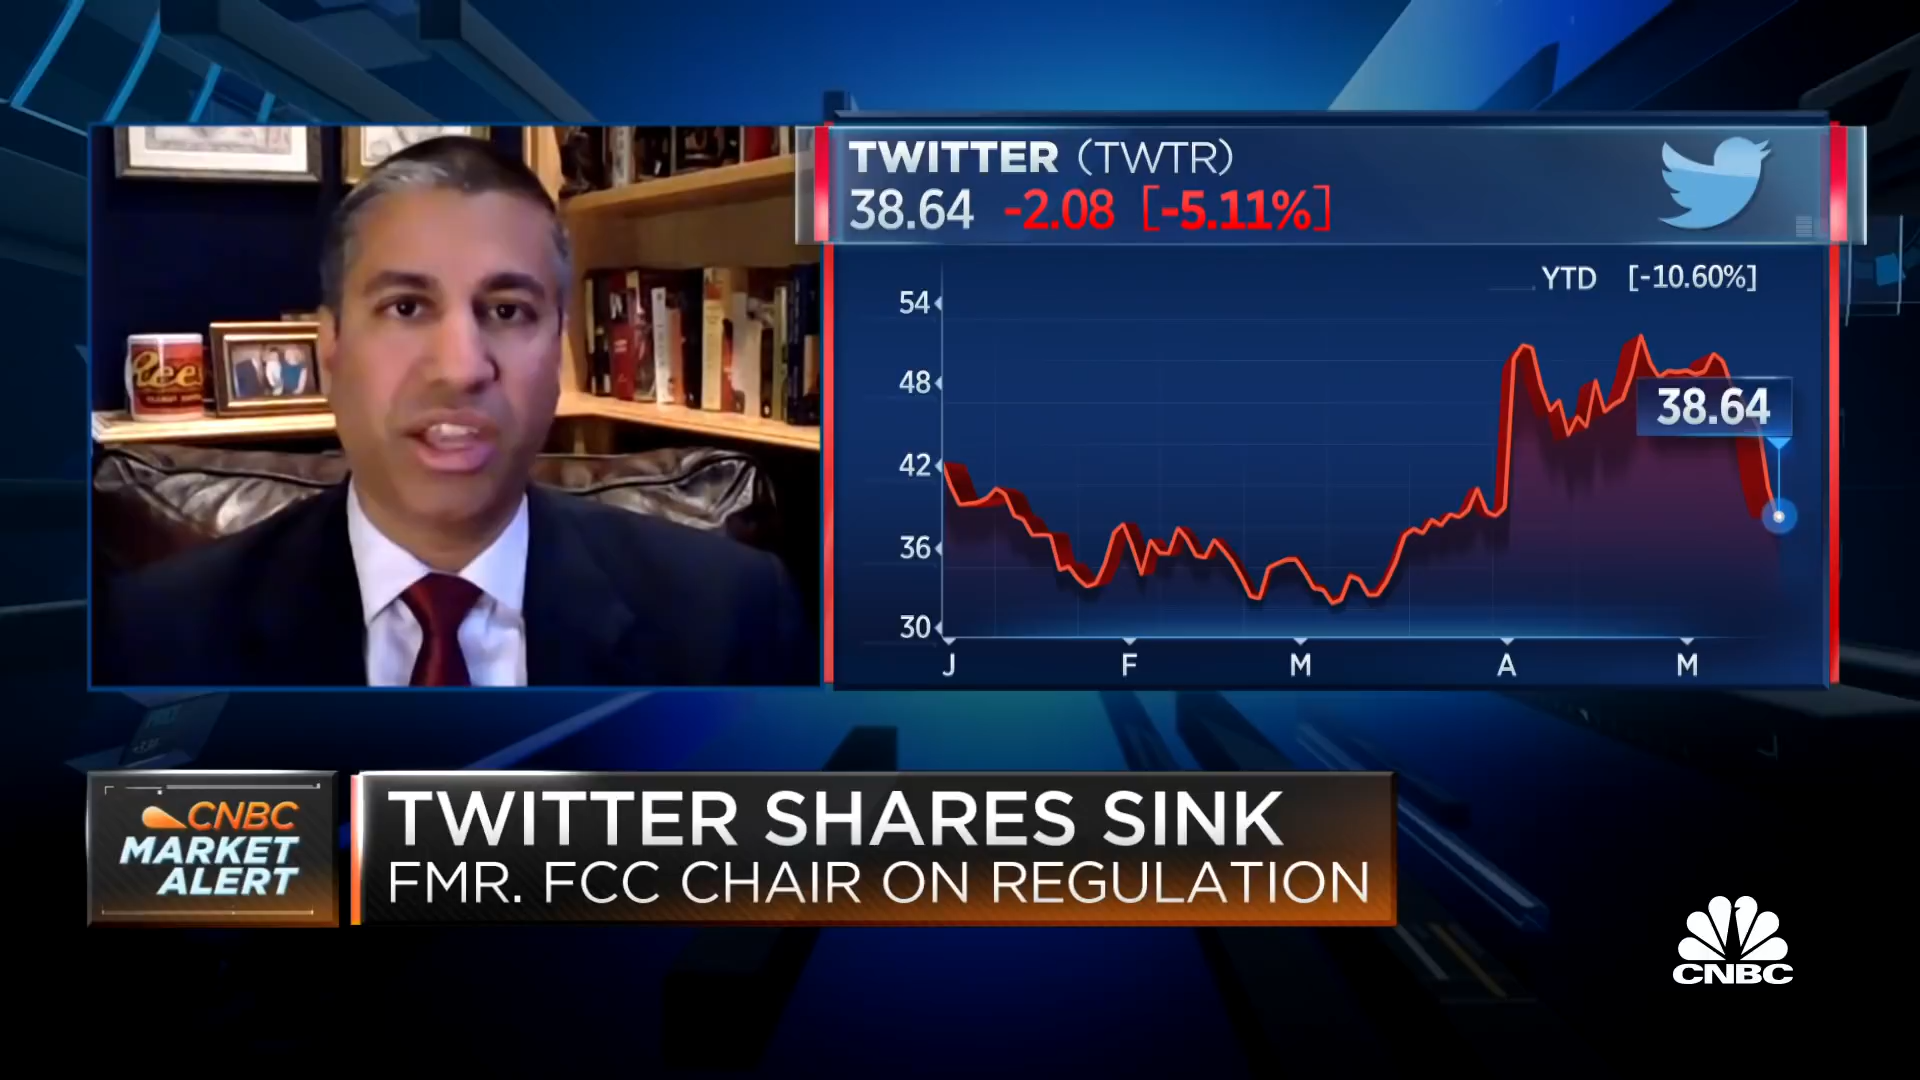 TWITTER (TWTR)
38.64 -2.08 [-5.11%]
YTD [-10.60%]
54
48
42
36
30
38.64
J F M A M
Ree
CNBC
MARKET
ALERT
TWITTER SHARES SINK
FMR. FCC CHAIR ON REGULATION
CNBC